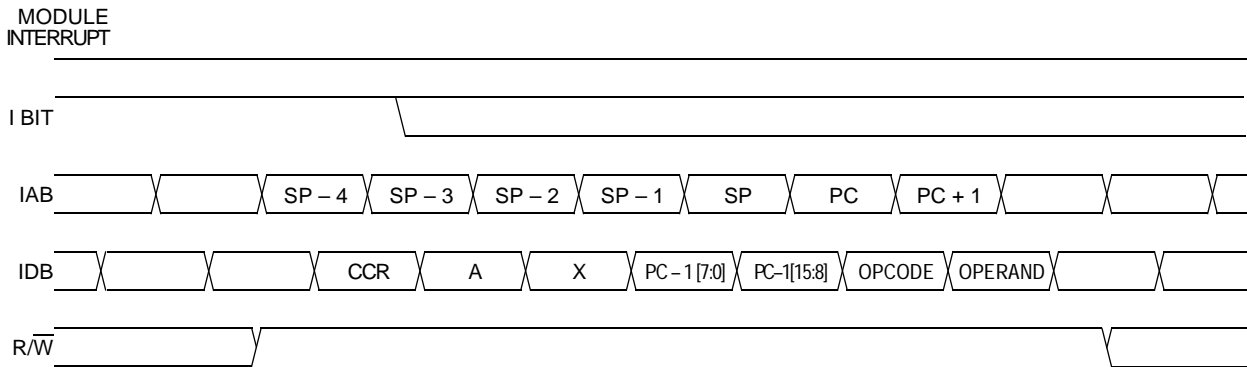 MODULE
INTERRUPT
I BIT
IAB SP – 4 SP – 3 SP – 2 SP – 1 SP PC PC + 1
IDB CCR A X PC – 1 [7:0] PC–1[15:8] OPCODE OPERAND
R/W̅